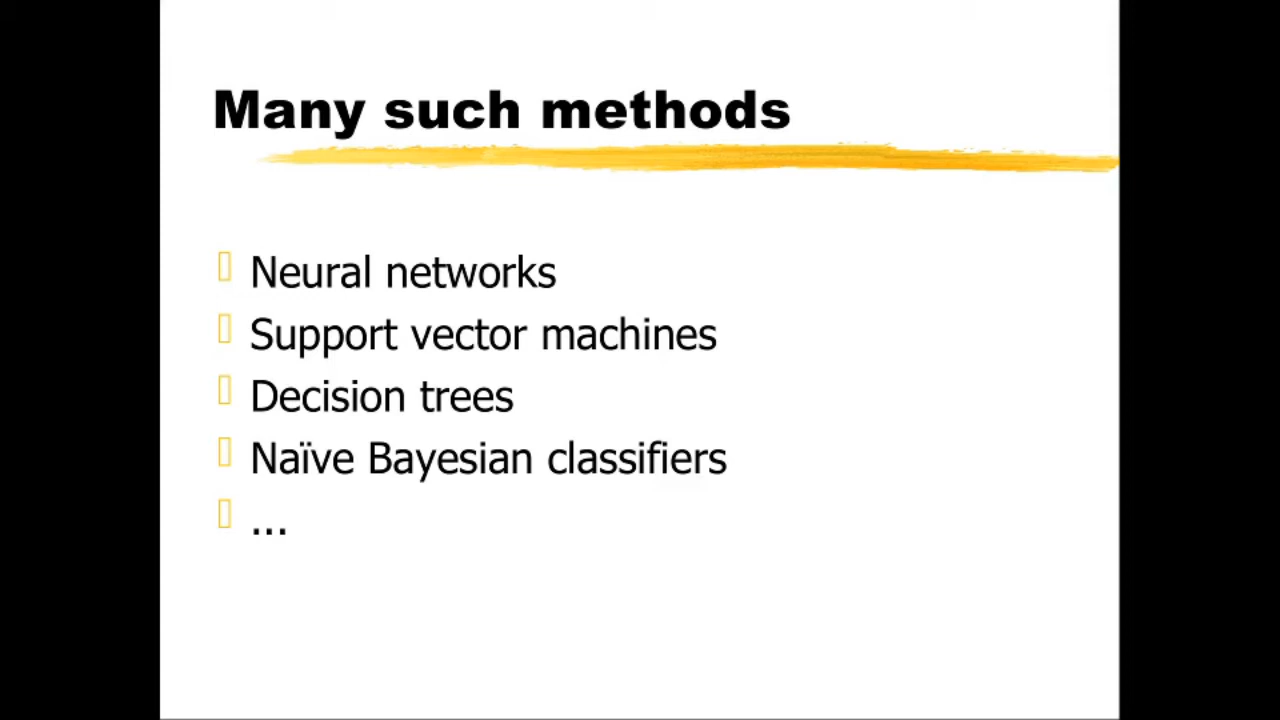 Many such methods
Neural networks
Support vector machines
Decision trees
Naïve Bayesian classifiers
...